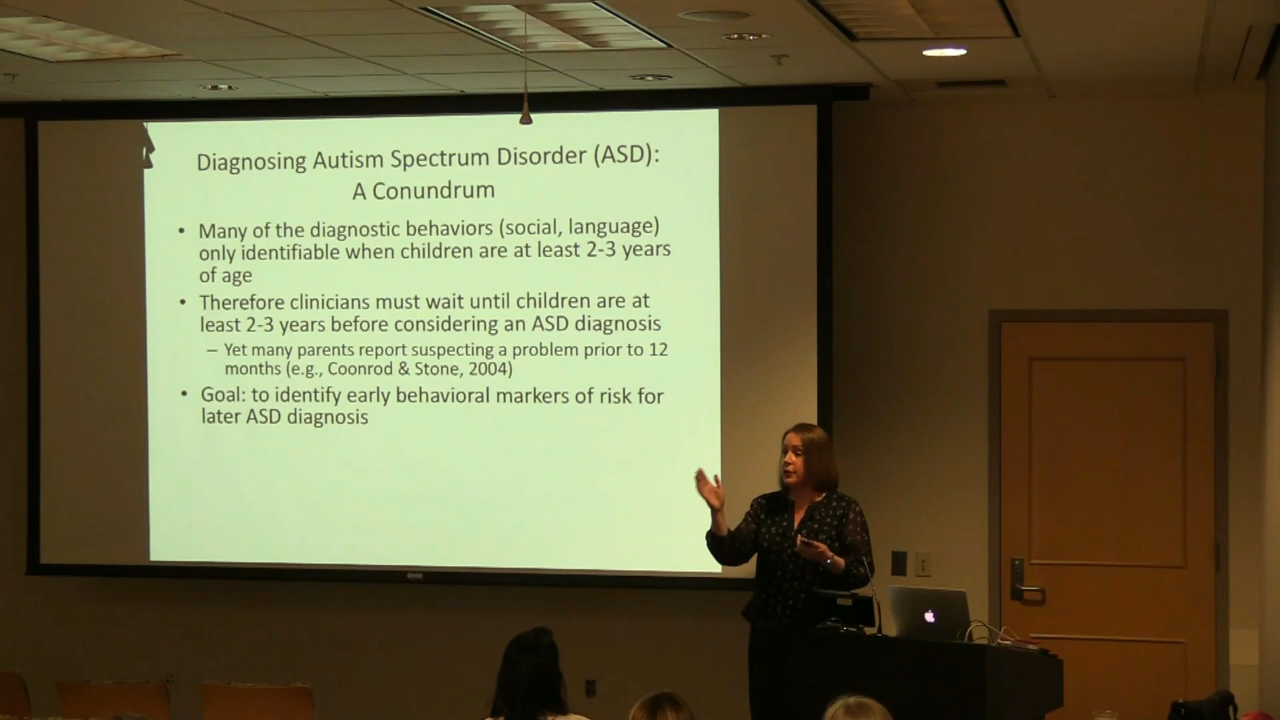 Diagnosing Autism Spectrum Disorder (ASD):
A Conundrum
• Many of the diagnostic behaviors (social, language)
only identifiable when children are at least 2-3 years
of age
• Therefore clinicians must wait until children are at
least 2-3 years before considering an ASD diagnosis
– Yet many parents report suspecting a problem prior to 12
months (e.g., Coonrod & Stone, 2004)
• Goal: to identify early behavioral markers of risk for
later ASD diagnosis